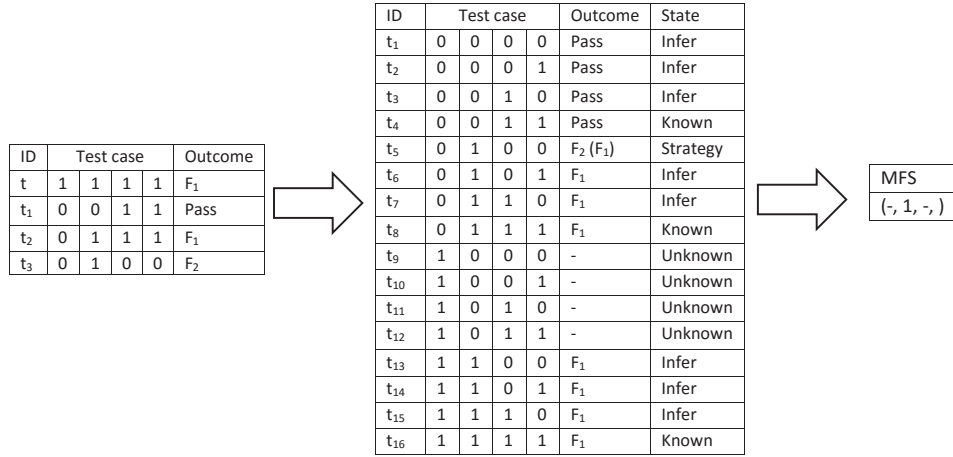 ID Test case Outcome
t 1 1 1 1 F₁
t₁ 0 0 1 1 Pass
t₂ 0 1 1 1 F₁
t₃ 0 1 0 0 F₂
ID Test case Outcome State
t₁ 0 0 0 0 Pass Infer
t₂ 0 0 0 1 Pass Infer
t₃ 0 0 1 0 Pass Infer
t₄ 0 0 1 1 Pass Known
t₅ 0 1 0 0 F₂ (F₁) Strategy
t₆ 0 1 0 1 F₁ Infer
t₇ 0 1 1 0 F₁ Infer
t₈ 0 1 1 1 F₁ Known
t₉ 1 0 0 0 - Unknown
t₁₀ 1 0 0 1 - Unknown
t₁₁ 1 0 1 0 - Unknown
t₁₂ 1 0 1 1 - Unknown
t₁₃ 1 1 0 0 F₁ Infer
t₁₄ 1 1 0 1 F₁ Infer
t₁₅ 1 1 1 0 F₁ Infer
t₁₆ 1 1 1 1 F₁ Known
MFS
(-, 1, -, )